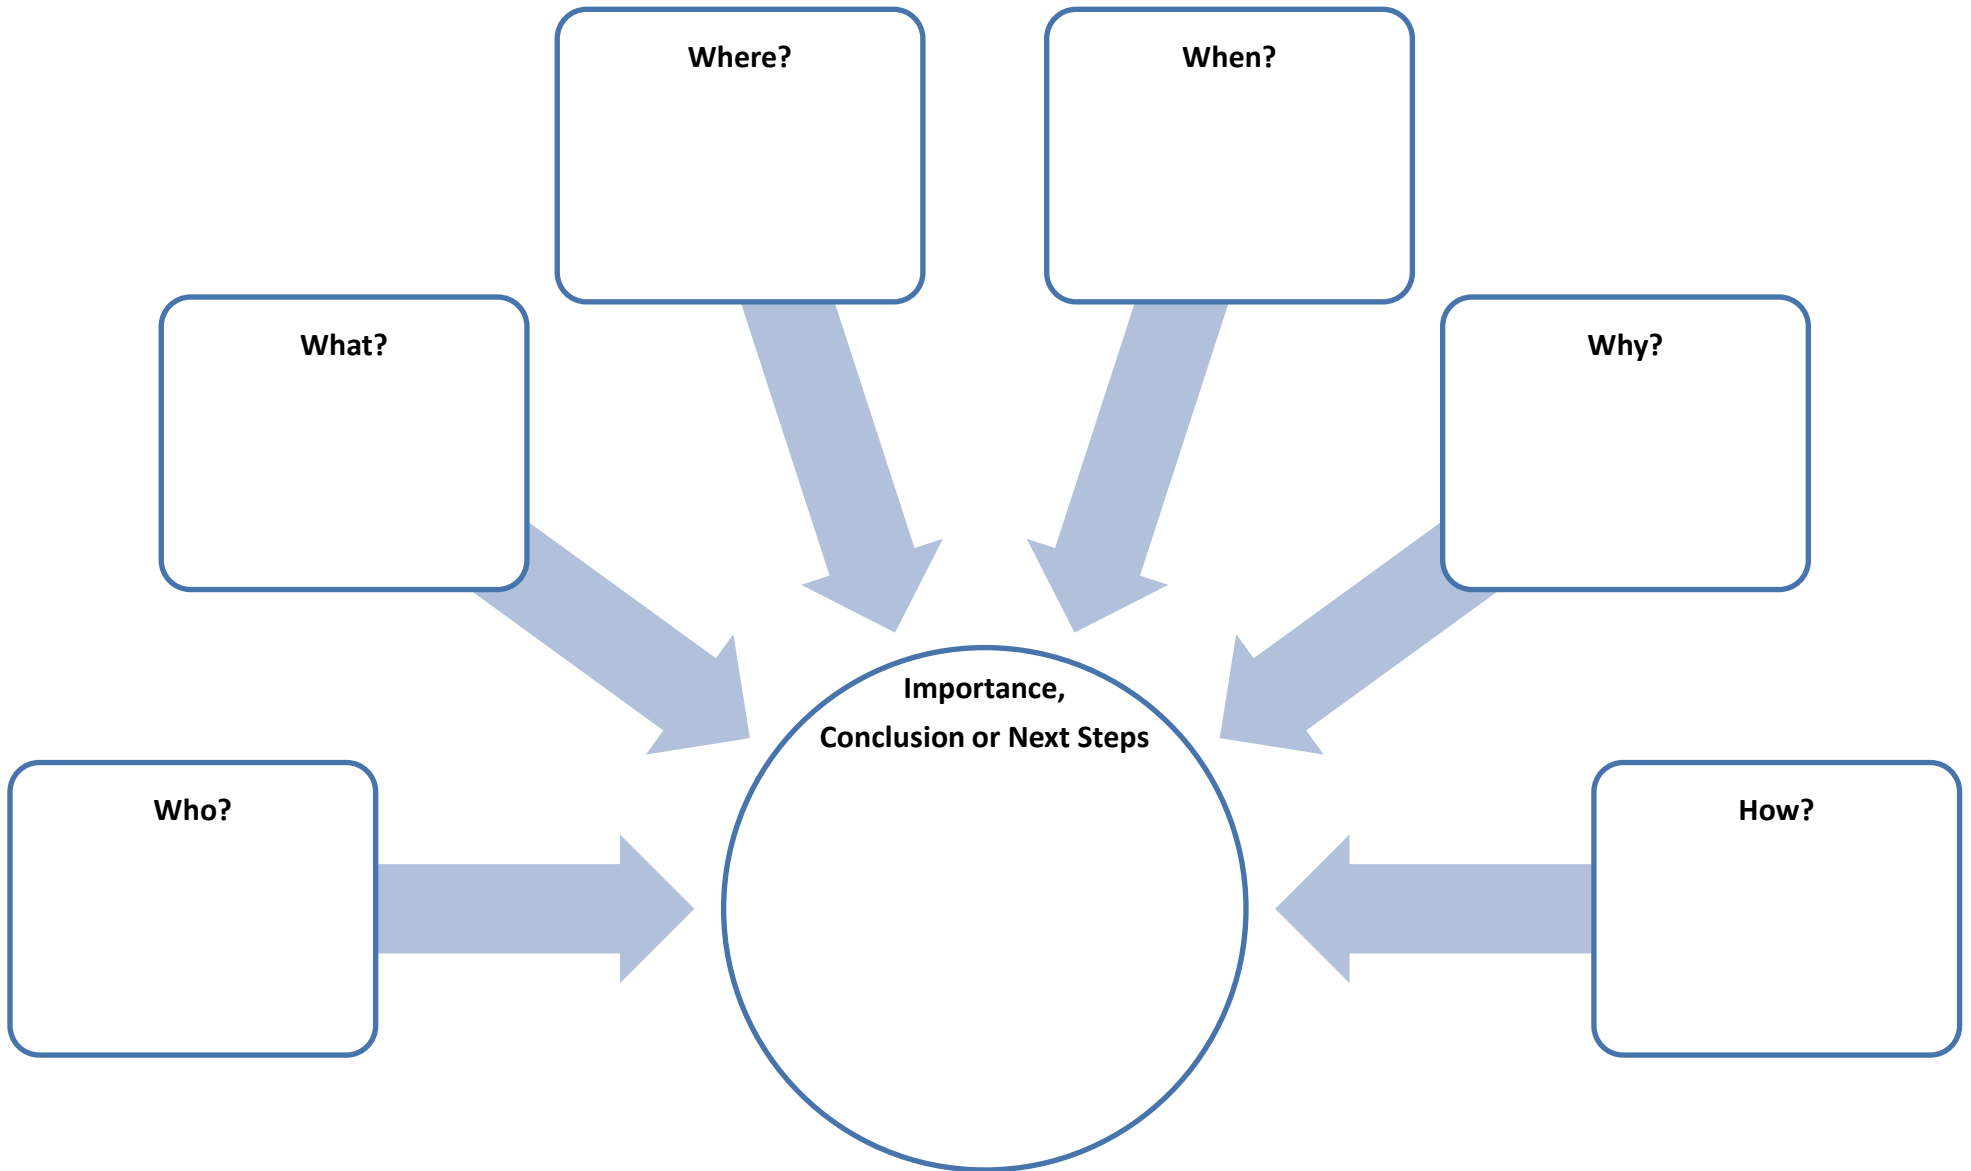 Where?
When?
What?
Why?
Importance,
Conclusion or Next Steps
Who?
How?